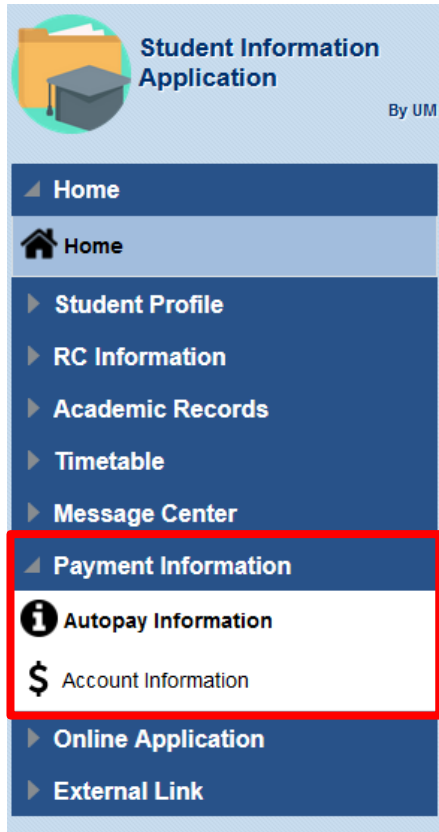 Student Information
Application
By UM
Home
Home
Student Profile
RC Information
Academic Records
Timetable
Message Center
Payment Information
Autopay Information
$ Account Information
Online Application
External Link